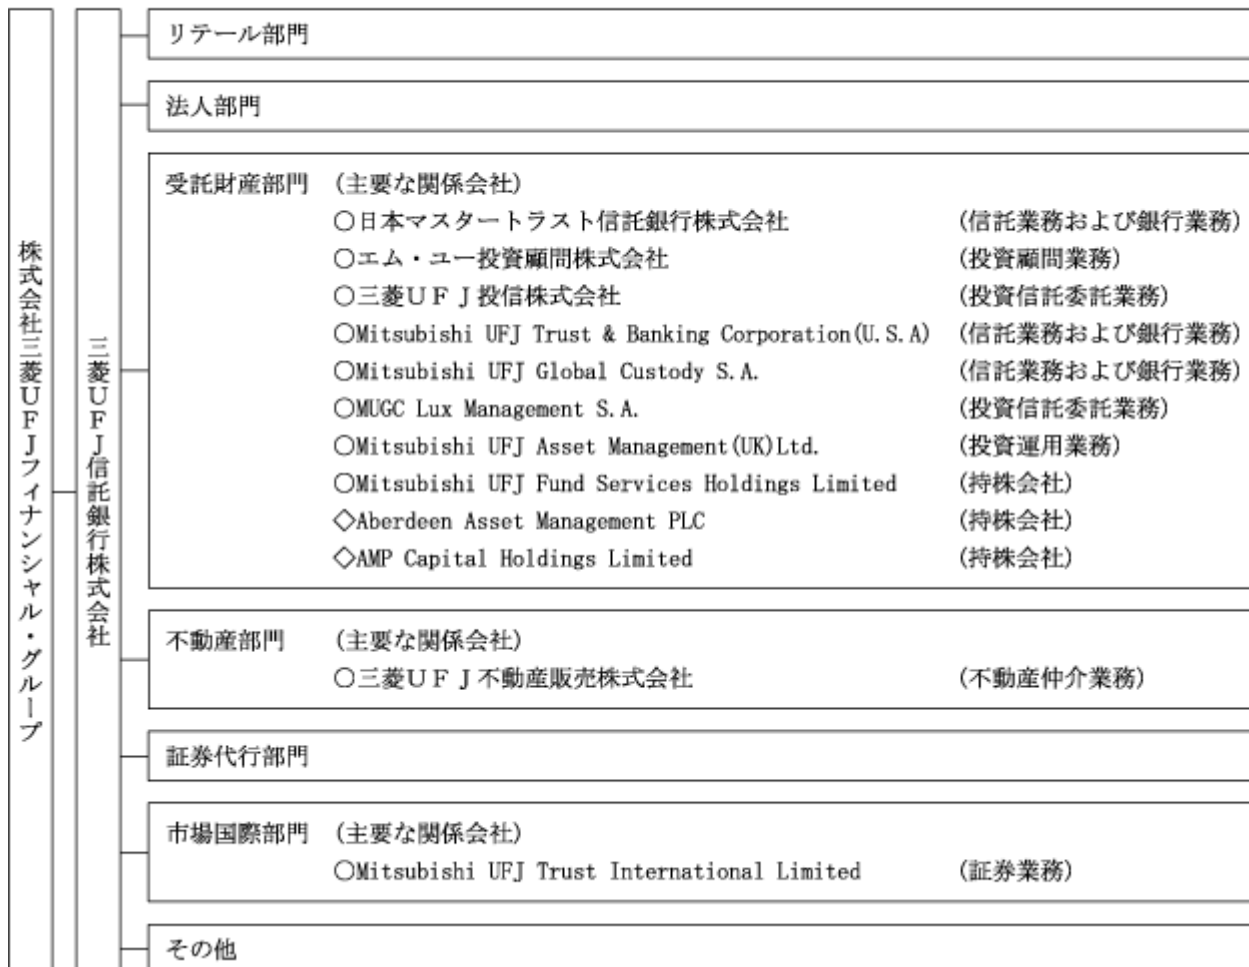 株式会社三菱UFJフィナンシャル・グループ
三菱UFJ信託銀行株式会社
リテール部門
法人部門
受託財産部門 (主要な関係会社)
○日本マスタートラスト信託銀行株式会社 (信託業務および銀行業務)
○エム・ユー投資顧問株式会社 (投資顧問業務)
○三菱UFJ投信株式会社 (投資信託委託業務)
○Mitsubishi UFJ Trust & Banking Corporation(U.S.A) (信託業務および銀行業務)
○Mitsubishi UFJ Global Custody S.A. (信託業務および銀行業務)
○MUGC Lux Management S.A. (投資信託委託業務)
○Mitsubishi UFJ Asset Management(UK)Ltd. (投資運用業務)
○Mitsubishi UFJ Fund Services Holdings Limited (持株会社)
◇Aberdeen Asset Management PLC (持株会社)
◇AMP Capital Holdings Limited (持株会社)
不動産部門 (主要な関係会社)
○三菱UFJ不動産販売株式会社 (不動産仲介業務)
証券代行部門
市場国際部門 (主要な関係会社)
○Mitsubishi UFJ Trust International Limited (証券業務)
その他